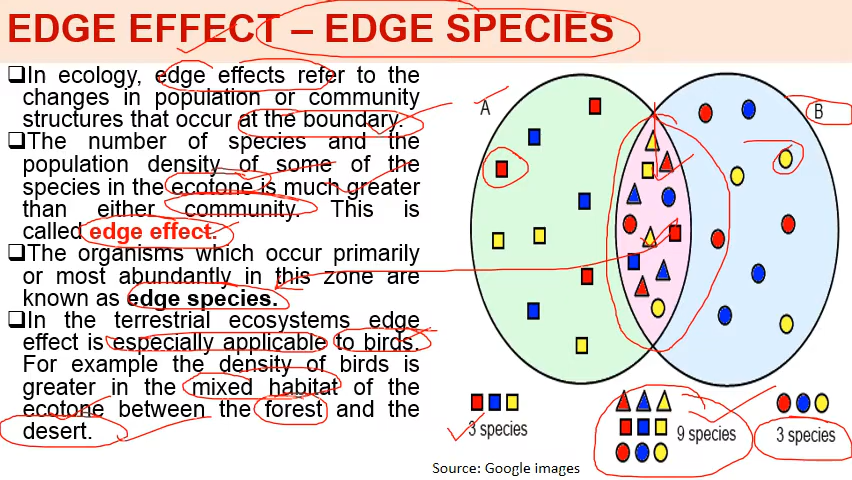 EDGE EFFECT – EDGE SPECIES
❑In ecology, edge effects refer to the
changes in population or community
structures that occur at the boundary.
❑The number of species and the
population density of some of the
species in the ecotone is much greater
than either community. This is
called edge effect.
❑The organisms which occur primarily
or most abundantly in this zone are
known as edge species.
❑In the terrestrial ecosystems edge
effect is especially applicable to birds.
For example the density of birds is
greater in the mixed habitat of the
ecotone between the forest and the
desert.
A
B
3 species
9 species
3 species
Source: Google images